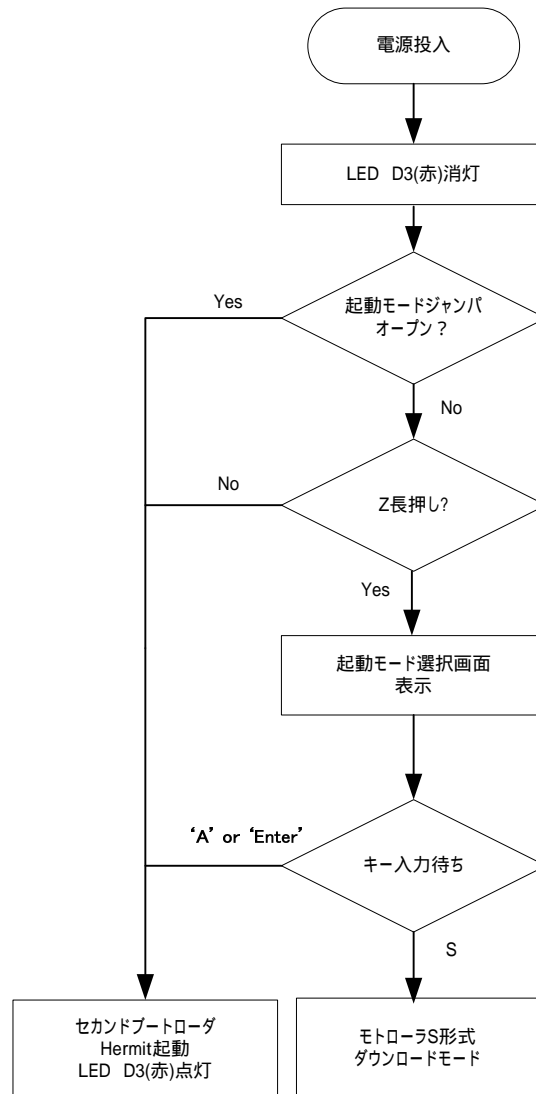 電源投入
LED D3(赤)消灯
起動モードジャンパ
オープン？
Yes
No
Z長押し?
No
Yes
起動モード選択画面
表示
‘A’ or ‘Enter’
キー入力待ち
S
セカンドブートローダ
Hermit起動
LED D3(赤)点灯
モトローラS形式
ダウンロードモード